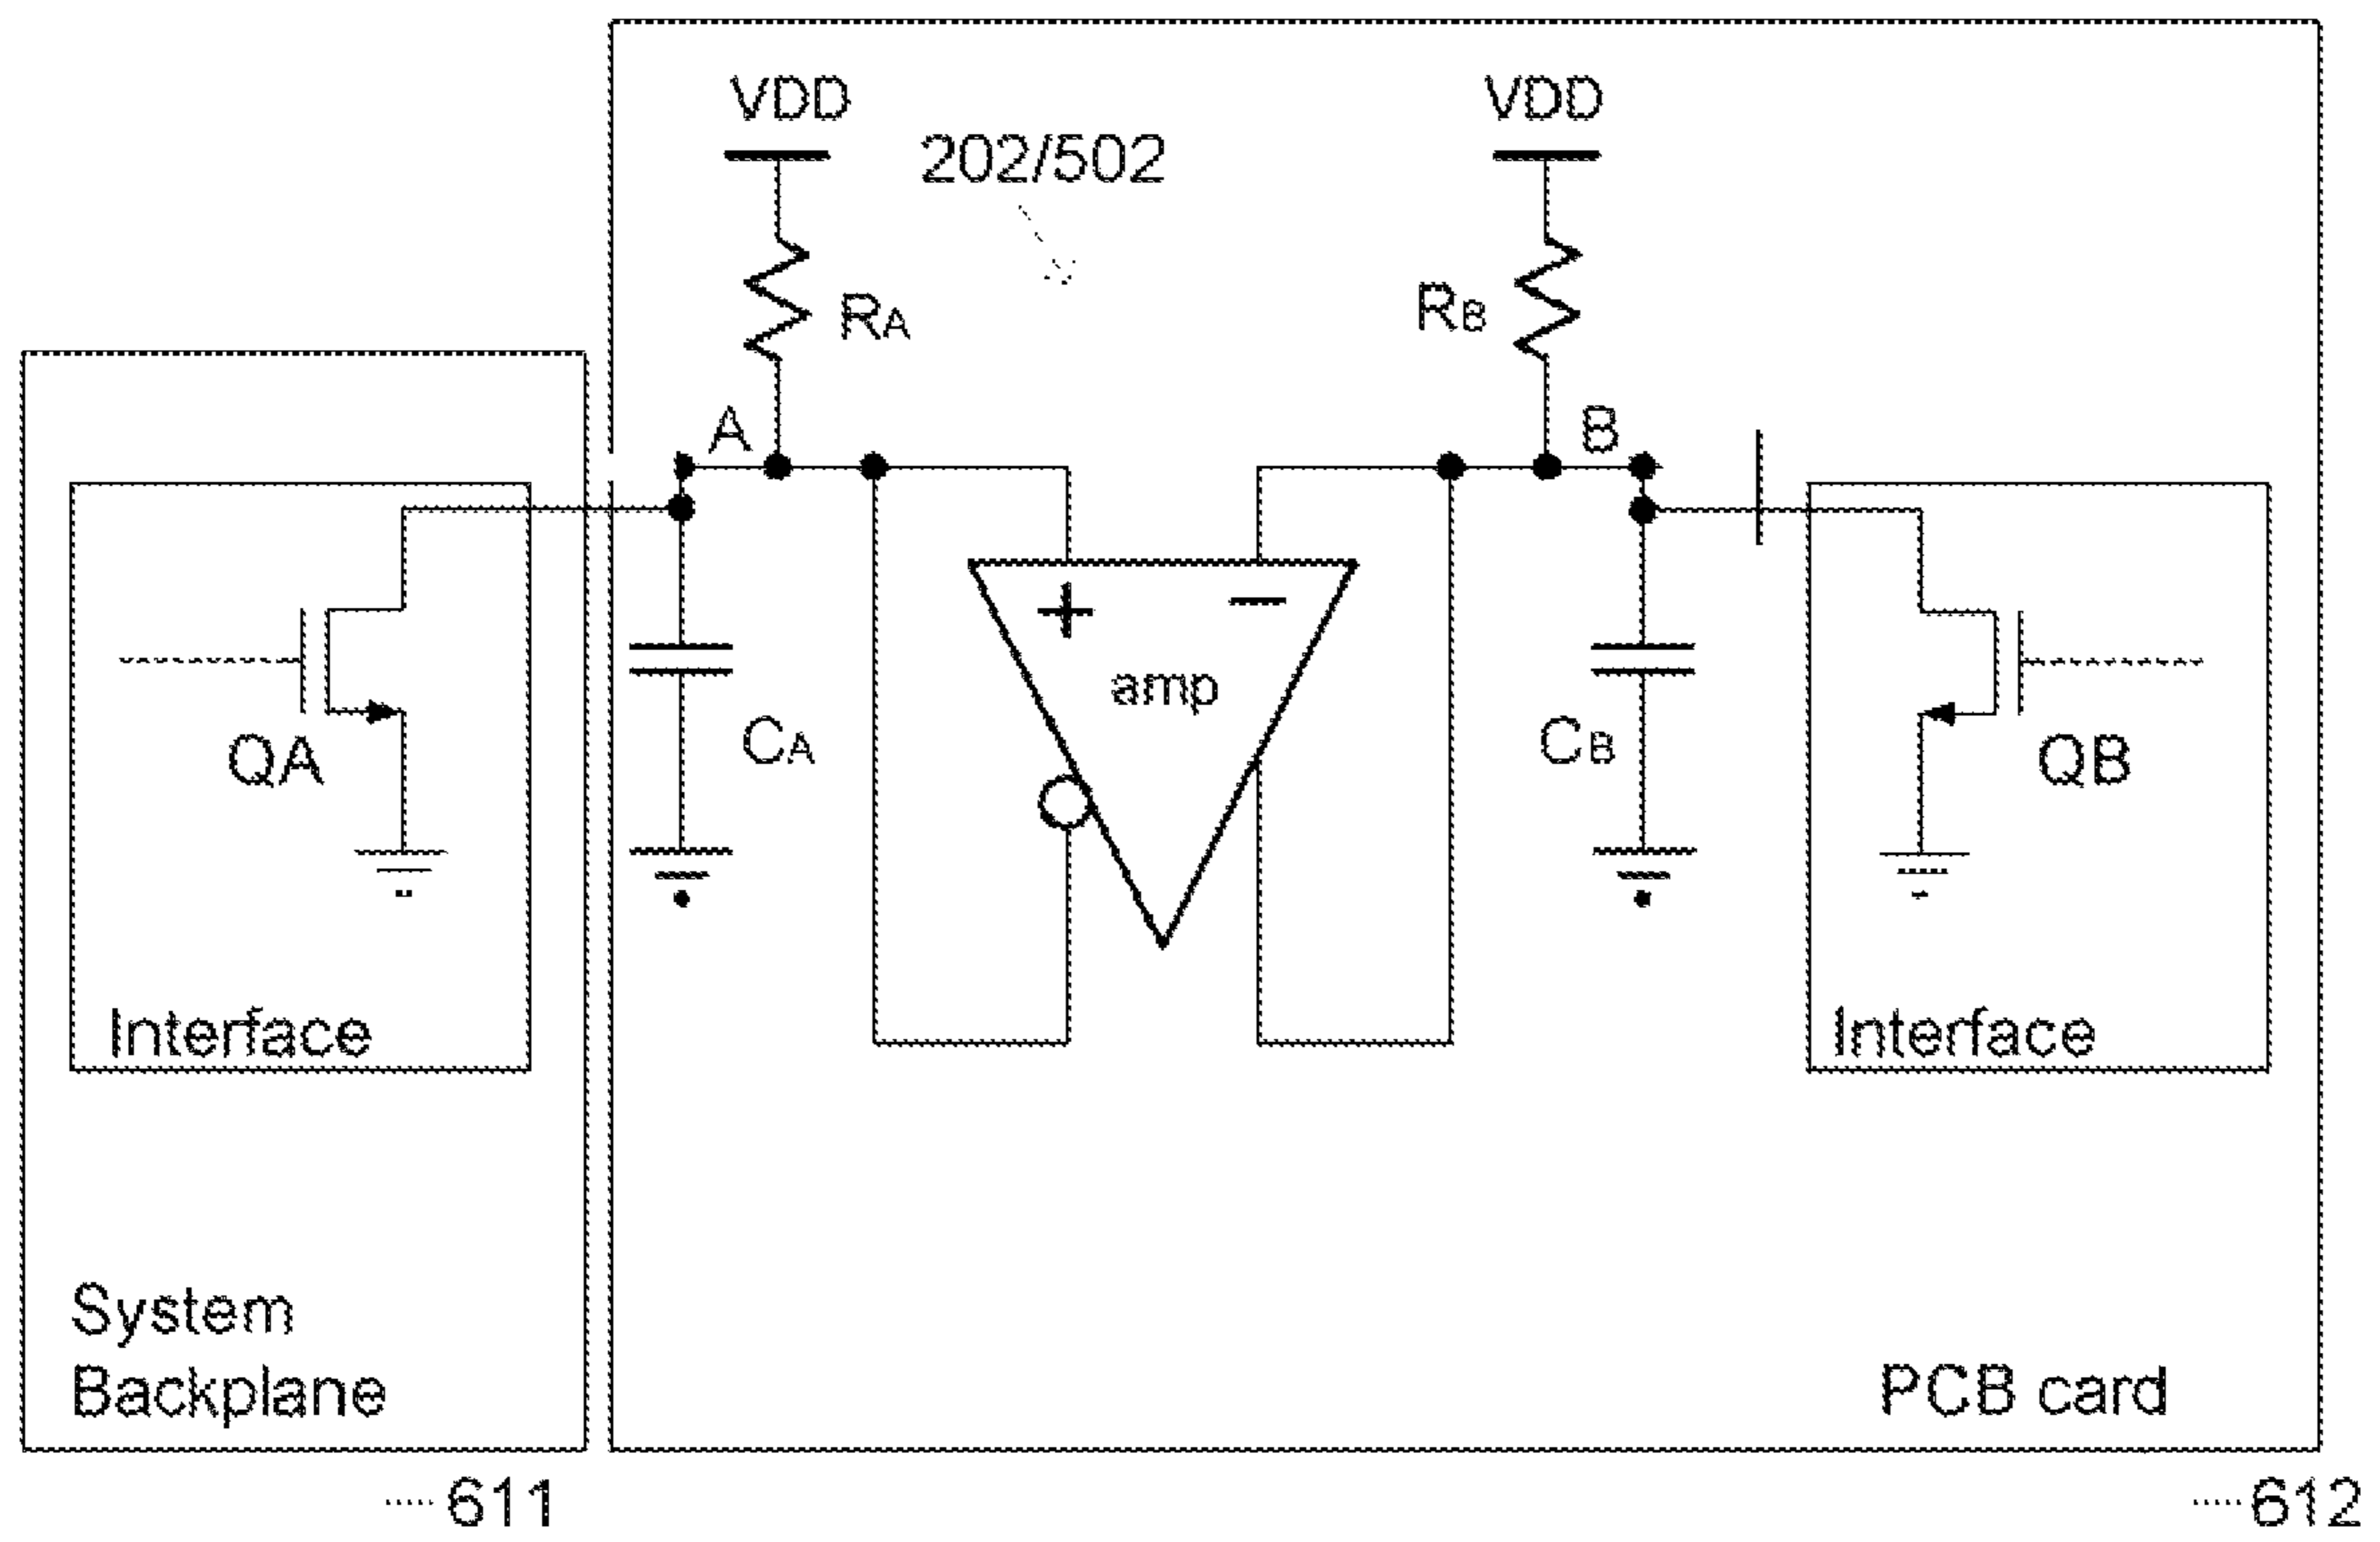 VDD
VDD
202/502
RA
RB
A
B
+
−
amp
QA
CA
CB
QB
Interface
Interface
System
Backplane
PCB card
611
612